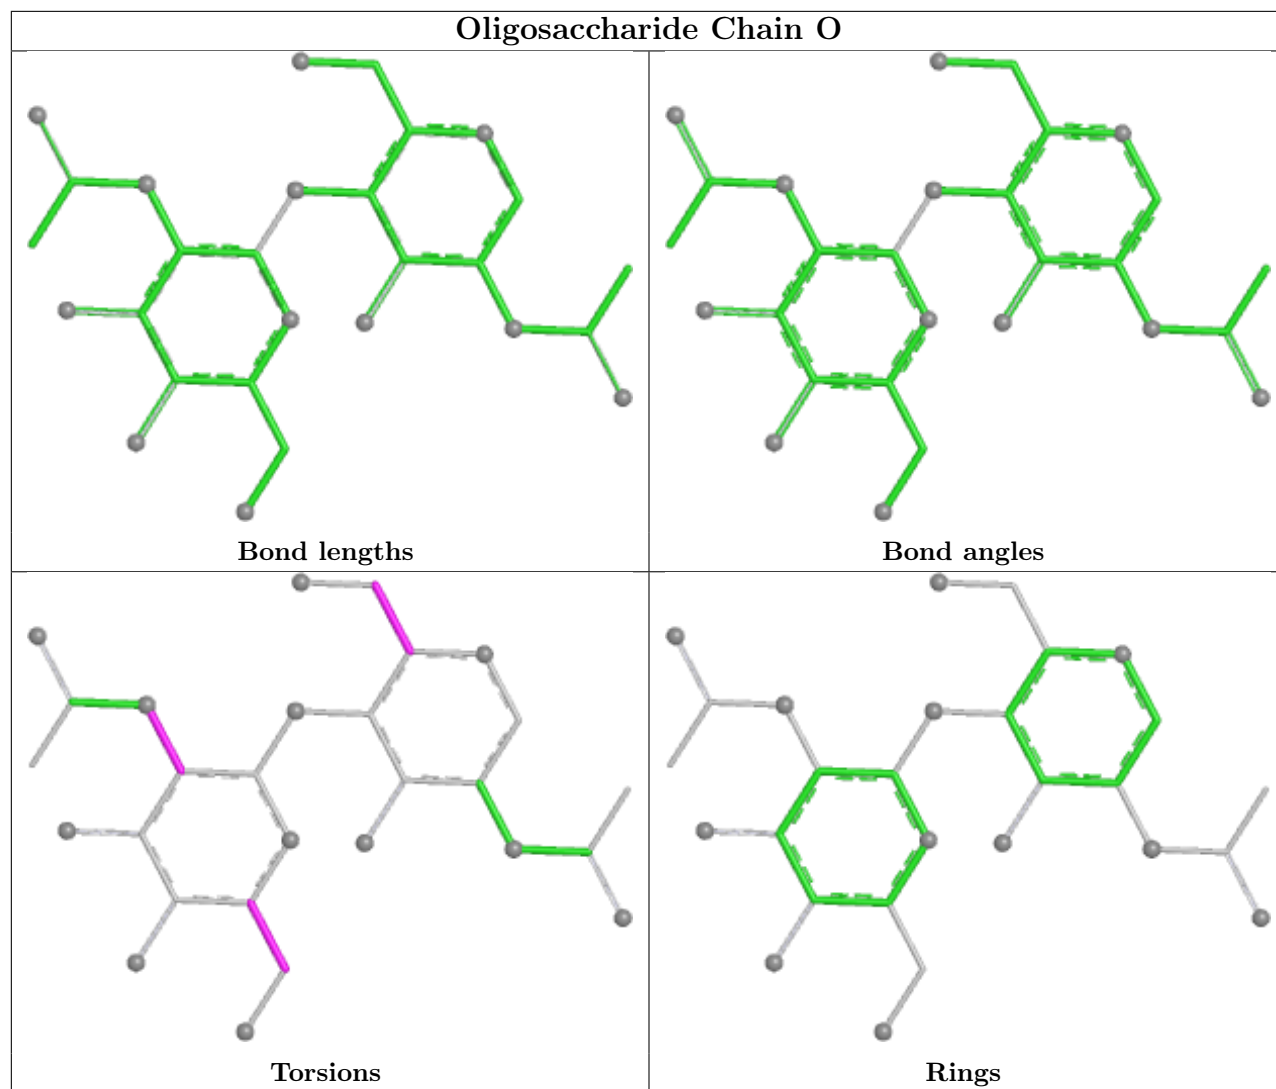 Oligosaccharide Chain O
Bond lengths
Bond angles
Torsions
Rings